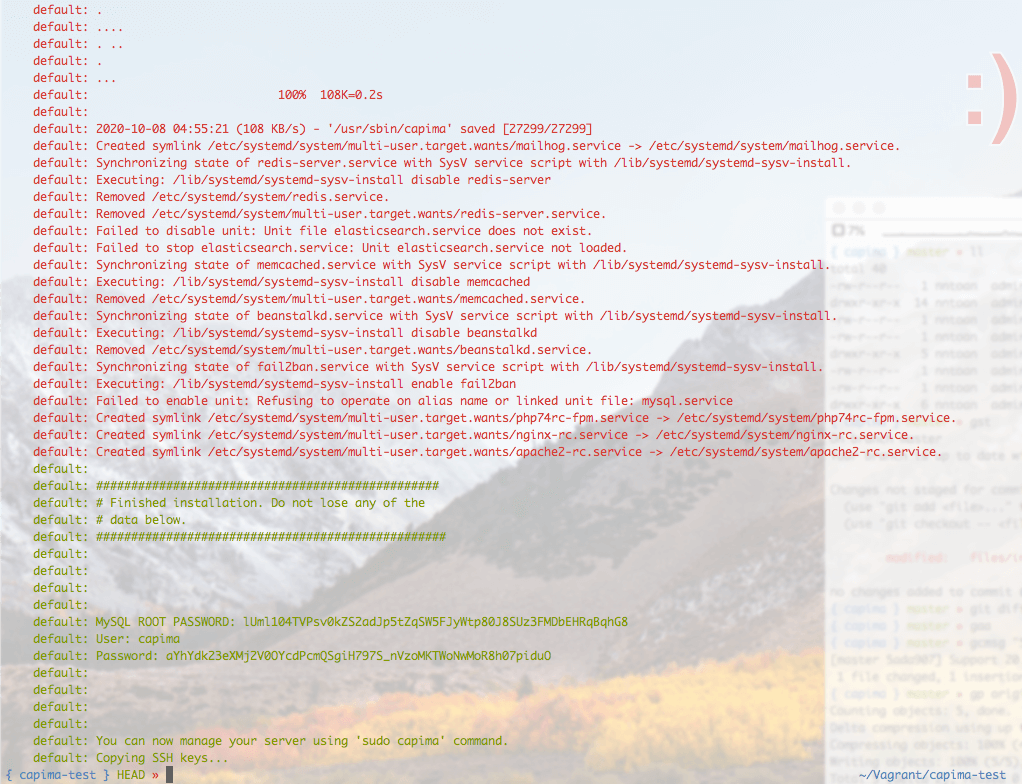 default: .
default: ....
default: . ..
default: .
default: ...
default: 100% 108K=0.2s
default:
default: 2020-10-08 04:55:21 (108 KB/s) - '/usr/sbin/capima' saved [27299/27299]
default: Created symlink /etc/systemd/system/multi-user.target.wants/mailhog.service -> /etc/systemd/system/mailhog.service.
default: Synchronizing state of redis-server.service with SysV service script with /lib/systemd/systemd-sysv-install.
default: Executing: /lib/systemd/systemd-sysv-install disable redis-server
default: Removed /etc/systemd/system/redis.service.
default: Removed /etc/systemd/system/multi-user.target.wants/redis-server.service.
default: Failed to disable unit: Unit file elasticsearch.service does not exist.
default: Failed to stop elasticsearch.service: Unit elasticsearch.service not loaded.
default: Synchronizing state of memcached.service with SysV service script with /lib/systemd/systemd-sysv-install.
default: Executing: /lib/systemd/systemd-sysv-install disable memcached
default: Removed /etc/systemd/system/multi-user.target.wants/memcached.service.
default: Synchronizing state of beanstalkd.service with SysV service script with /lib/systemd/systemd-sysv-install.
default: Executing: /lib/systemd/systemd-sysv-install disable beanstalkd
default: Removed /etc/systemd/system/multi-user.target.wants/beanstalkd.service.
default: Synchronizing state of fail2ban.service with SysV service script with /lib/systemd/systemd-sysv-install.
default: Executing: /lib/systemd/systemd-sysv-install enable fail2ban
default: Failed to enable unit: Refusing to operate on alias name or linked unit file: mysql.service
default: Created symlink /etc/systemd/system/multi-user.target.wants/php74rc-fpm.service -> /etc/systemd/system/php74rc-fpm.service.
default: Created symlink /etc/systemd/system/multi-user.target.wants/nginx-rc.service -> /etc/systemd/system/nginx-rc.service.
default: Created symlink /etc/systemd/system/multi-user.target.wants/apache2-rc.service -> /etc/systemd/system/apache2-rc.service.
default:
default: #################################################
default: # Finished installation. Do not lose any of the
default: # data below.
default: ##################################################
default:
default:
default:
default:
default: MySQL ROOT PASSWORD: lUml104TVPsv0kZS2adJp5tZqSW5FJyWtp80J8SUz3FMDbEHRqBqhG8
default: User: capima
default: Password: aYhYdk23eXMj2V0OYcdPcmQSgiH797S_nVzoMKTWoNwMoR8h07piduO
default:
default:
default:
default:
default: You can now manage your server using 'sudo capima' command.
default: Copying SSH keys...
{ capima-test } HEAD » ~/Vagrant/capima-test
:)
7%
{ capima } master » ll
total 40